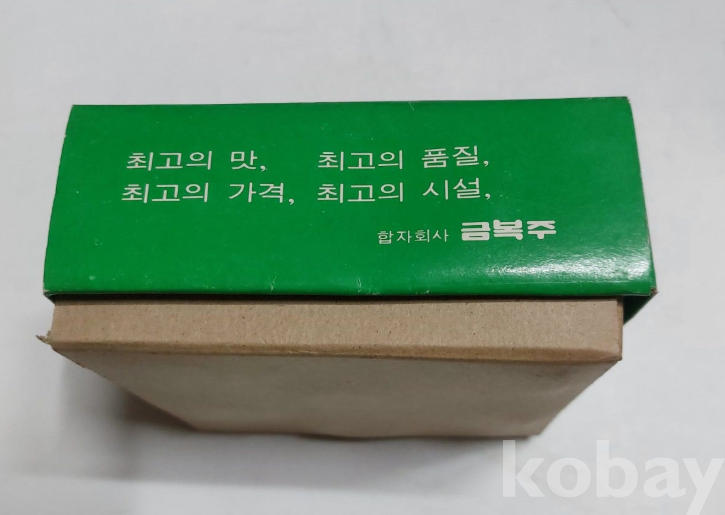 최고의 맛, 최고의 품질,
최고의 가격, 최고의 시설,
합자회사 금복주
kobay